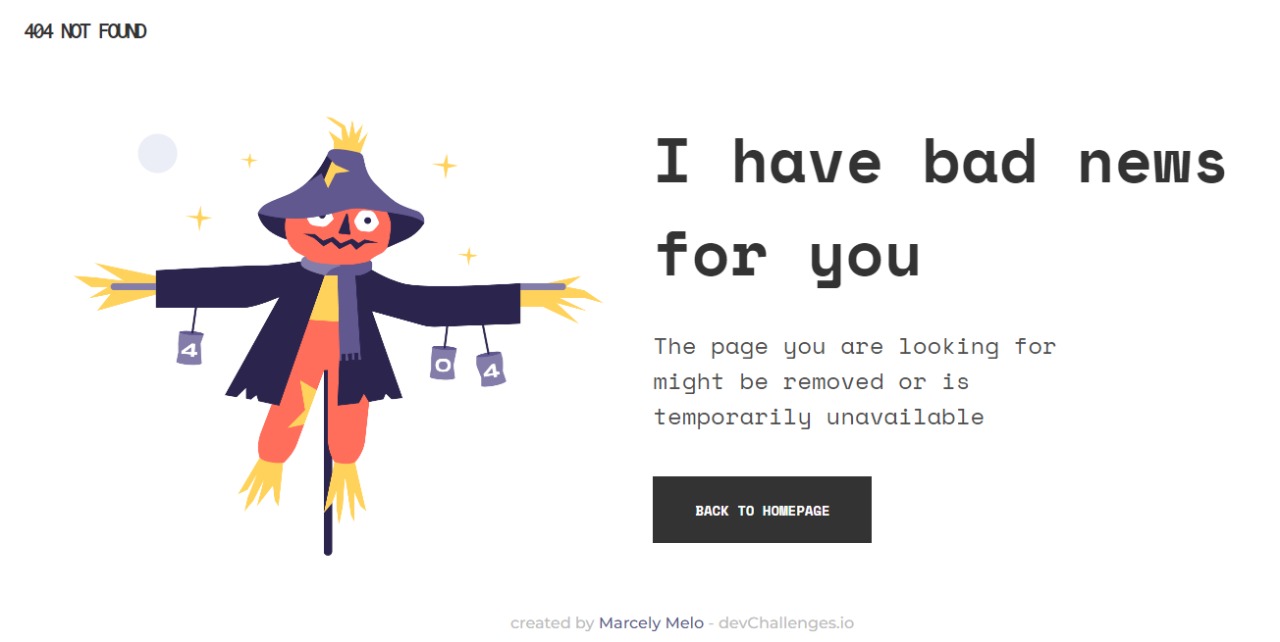 404 NOT FOUND
I have bad news
for you
4
0
4
The page you are looking for
might be removed or is
temporarily unavailable
BACK TO HOMEPAGE
created by Marcely Melo - devChallenges.io